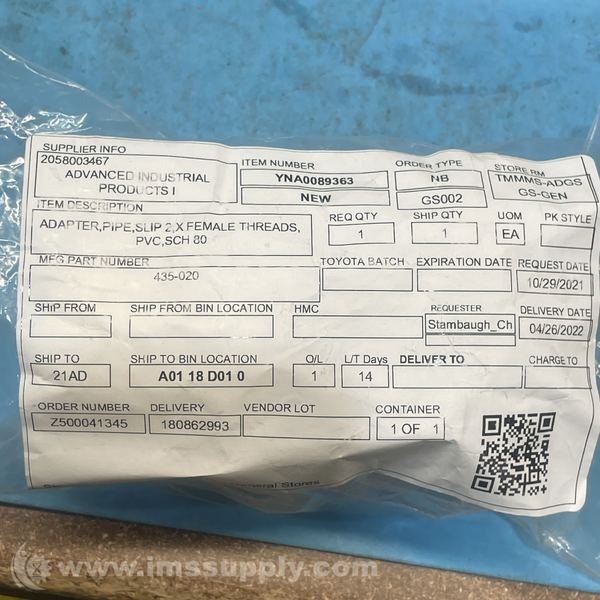 SUPPLIER INFO
2058003467
ADVANCED INDUSTRIAL
PRODUCTS I
ITEM NUMBER
YNA0089363
NEW
ORDER TYPE
NB
GS002
STORE RM
TMMMS-ADGS
GS-GEN
ITEM DESCRIPTION
ADAPTER,PIPE,SLIP 2,X FEMALE THREADS,
PVC,SCH 80
REQ QTY
1
SHIP QTY
1
UOM
EA
PK STYLE
MFG PART NUMBER
435-020
TOYOTA BATCH
EXPIRATION DATE
REQUEST DATE
10/29/2021
SHIP FROM
SHIP FROM BIN LOCATION
HMC
REQUESTER
Stambaugh_Ch
DELIVERY DATE
04/26/2022
SHIP TO
21AD
SHIP TO BIN LOCATION
A01 18 D01 0
O/L
1
L/T Days
14
DELIVER TO
CHARGE TO
ORDER NUMBER
Z500041345
DELIVERY
180862993
VENDOR LOT
CONTAINER
1 OF 1
General Stores
www.imssupply.com